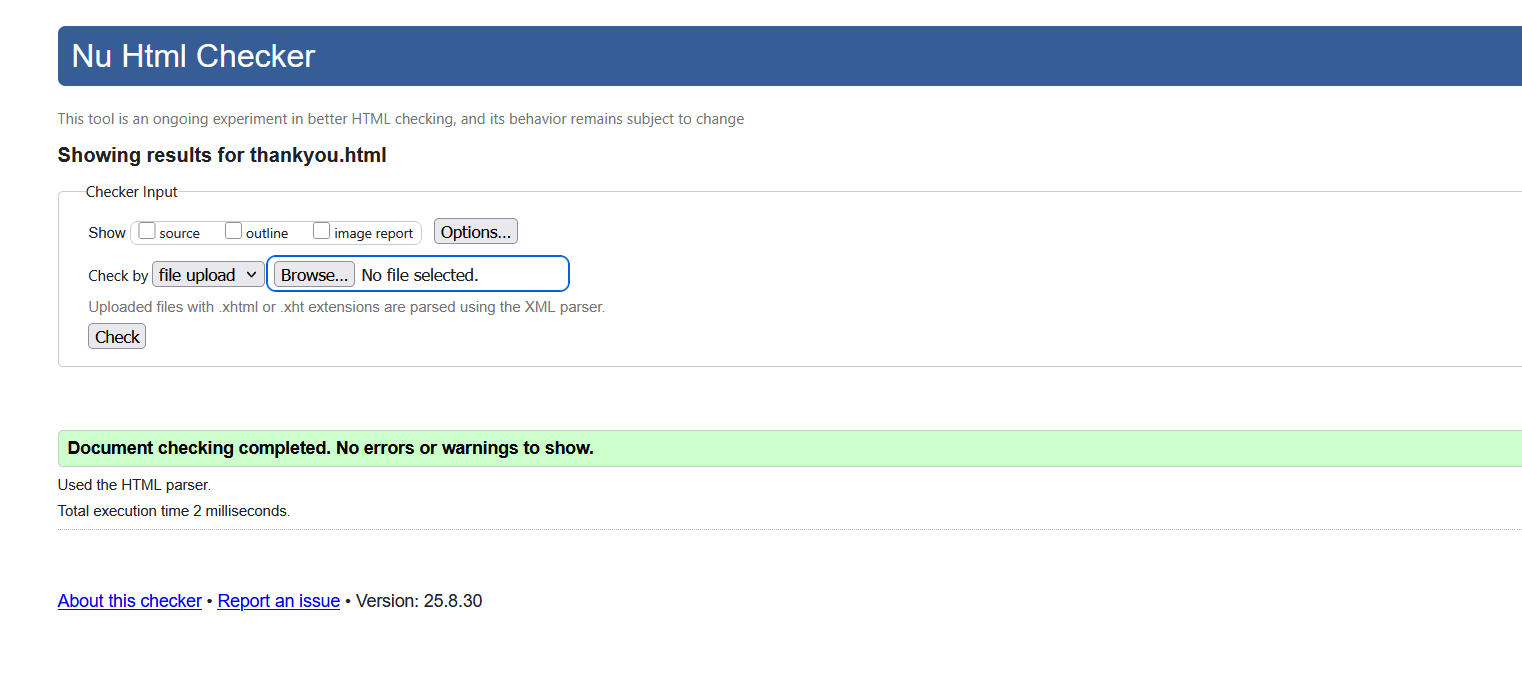 Nu Html Checker
This tool is an ongoing experiment in better HTML checking, and its behavior remains subject to change
Showing results for thankyou.html
Checker Input
Show source outline image report Options...
Check by file upload Browse... No file selected.
Uploaded files with .xhtml or .xht extensions are parsed using the XML parser.
Check
Document checking completed. No errors or warnings to show.
Used the HTML parser.
Total execution time 2 milliseconds.
About this checker • Report an issue • Version: 25.8.30